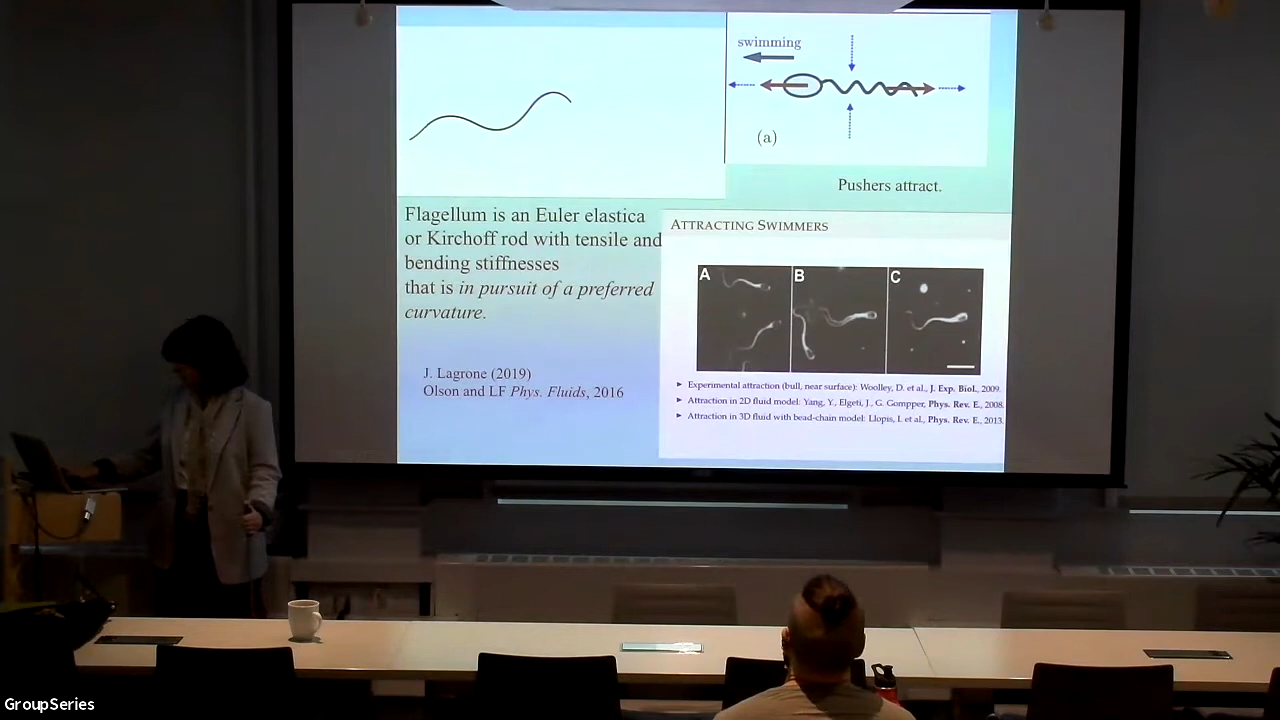 swimming
(a)
Pushers attract.
Flagellum is an Euler elastica
or Kirchoff rod with tensile and
bending stiffnesses
that is in pursuit of a preferred
curvature.
J. Lagrone (2019)
Olson and LF Phys. Fluids, 2016
ATTRACTING SWIMMERS
A
B
C
Experimental attraction (bull, near surface): Woolley, D. et al., J. Exp. Biol., 2009.
Attraction in 2D fluid model: Yang, Y., Elgeti, J., G. Gompper, Phys. Rev. E., 2008.
Attraction in 3D fluid with bead-chain model: Llopis, I. et al., Phys. Rev. E., 2013.
GroupSeries